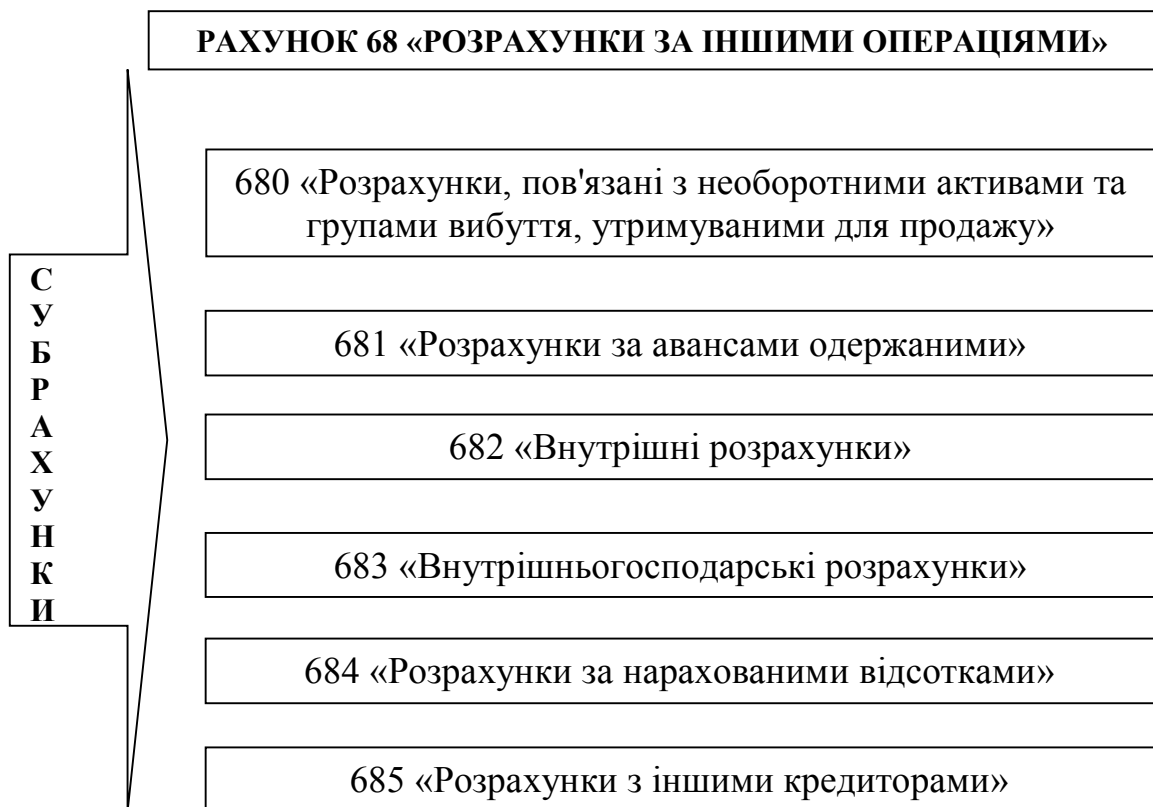 РАХУНОК 68 «РОЗРАХУНКИ ЗА ІНШИМИ ОПЕРАЦІЯМИ»
С
У
Б
Р
А
Х
У
Н
К
И
680 «Розрахунки, пов'язані з необоротними активами та
групами вибуття, утримуваними для продажу»
681 «Розрахунки за авансами одержаними»
682 «Внутрішні розрахунки»
683 «Внутрішньогосподарські розрахунки»
684 «Розрахунки за нарахованими відсотками»
685 «Розрахунки з іншими кредиторами»